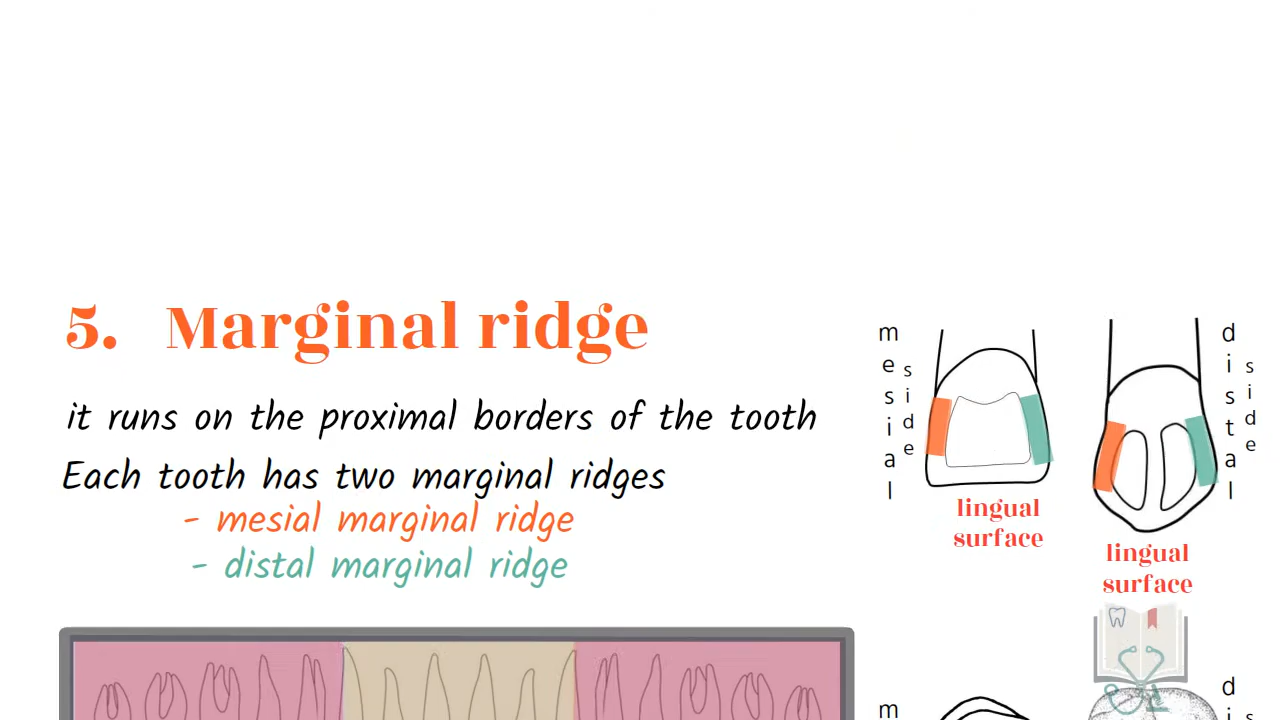 5. Marginal ridge
it runs on the proximal borders of the tooth
Each tooth has two marginal ridges
- mesial marginal ridge
- distal marginal ridge
mesial
side
distal
side
lingual
surface
lingual
surface
m
d
i
s
i